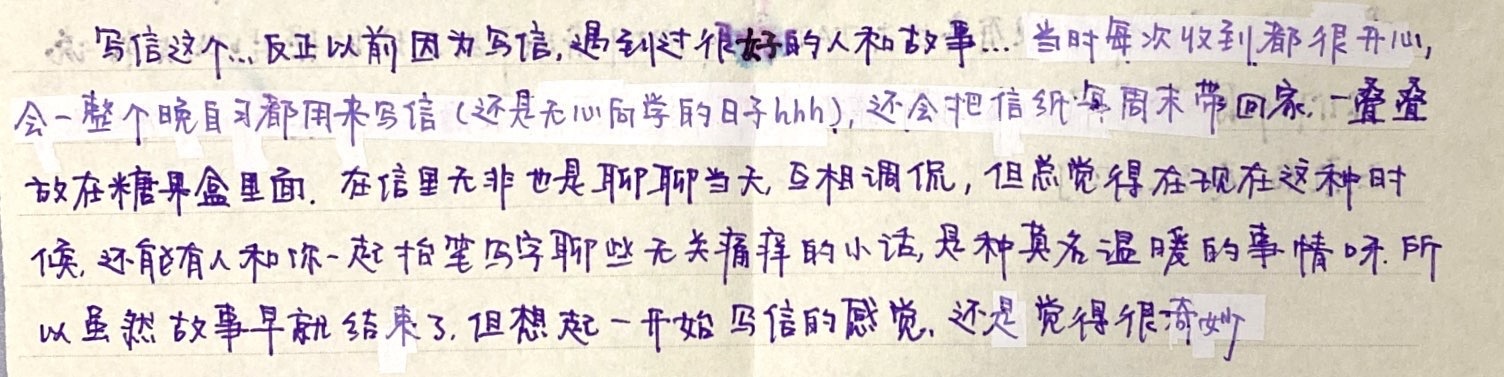 写信这个... 反正以前因为写信,遇到过很好的人和故事... 当时每次收到都很开心,
会一整个晚自习都用来写信(还是无心向学的日子hhh),还会把信纸每周末带回家.一叠叠
放在糖果盒里面.在信里无非也是聊聊当天,互相调侃,但总觉得在现在这种时
候,还能有人和你一起抬笔写字聊些无关痛痒的小话,是种莫名温暖的事情呀.所
以虽然故事早就结束了,但想起一开始写信的感觉,还是觉得很奇妙